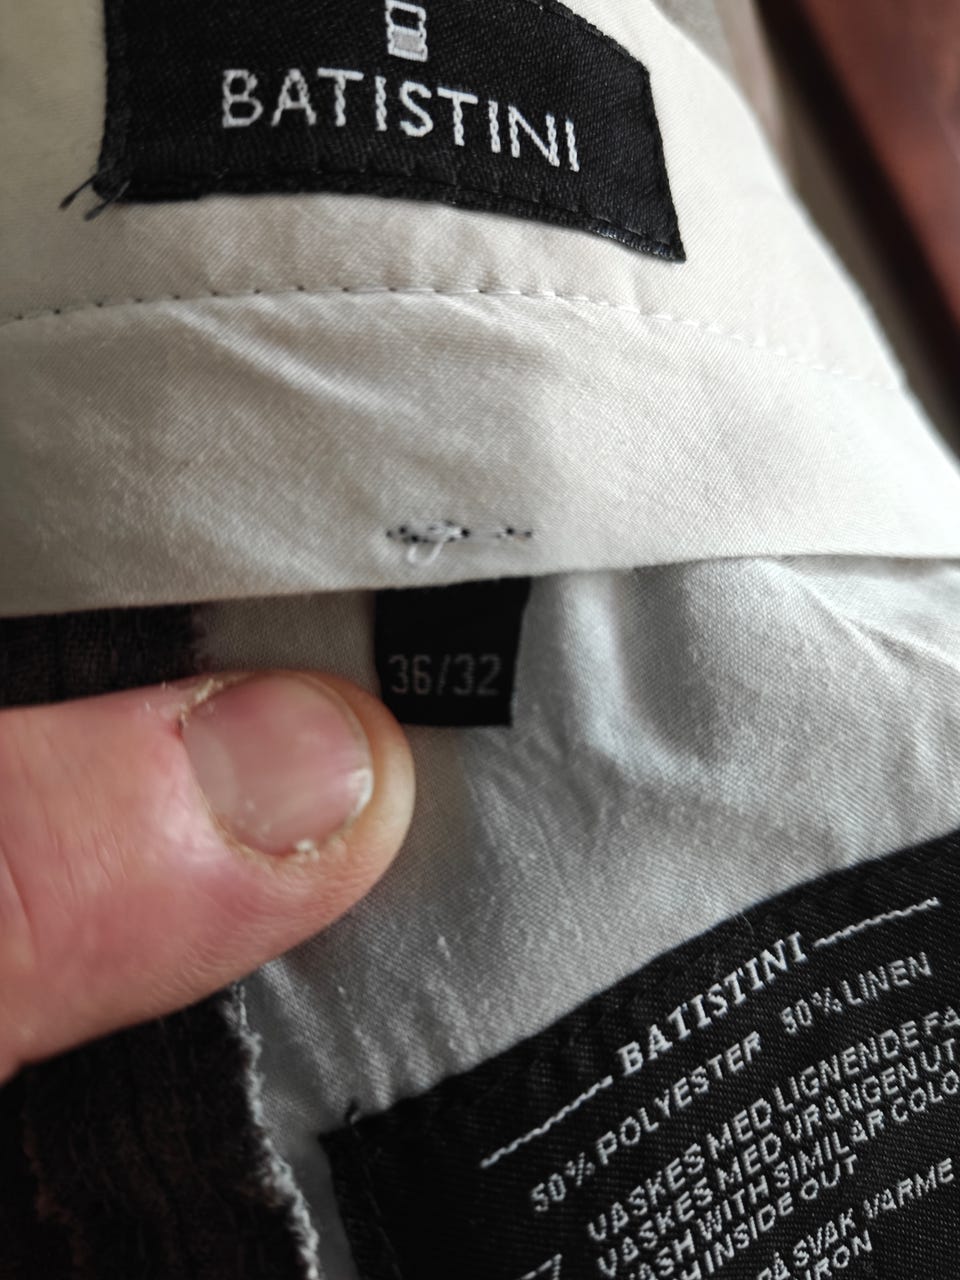 BATISTINI
36/32
BATISTINI
50% POLYESTER 50% LINEN
VASKES MED LIGNENDE FA
VASKES MED VRANGEN UT
ASH WITH SIMILAR COLO
H INSIDE OUT
Å SVAK VARME
IRON